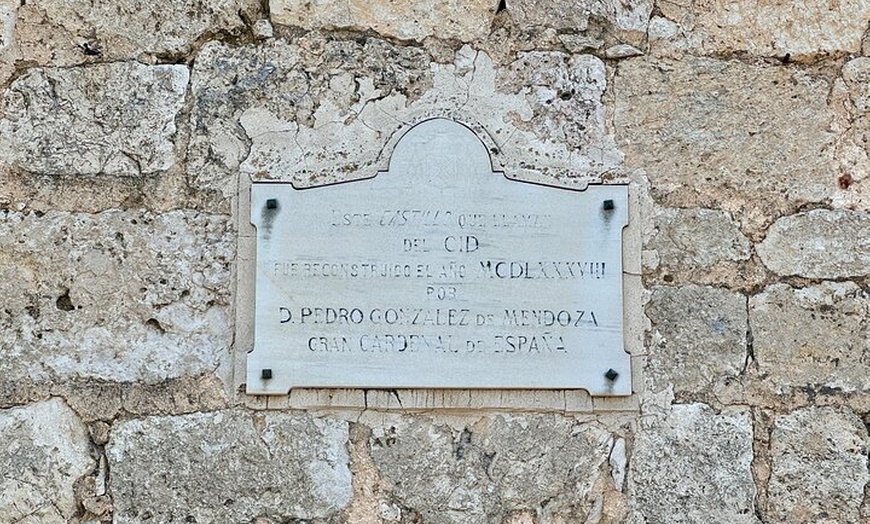 ESTE CASTILLO QUE LLAMAN
DEL CID
FUE RECONSTRUIDO EL AÑO MCDLXXXVIII
POR
D. PEDRO GONZALEZ DE MENDOZA
GRAN CARDENAL DE ESPAÑA